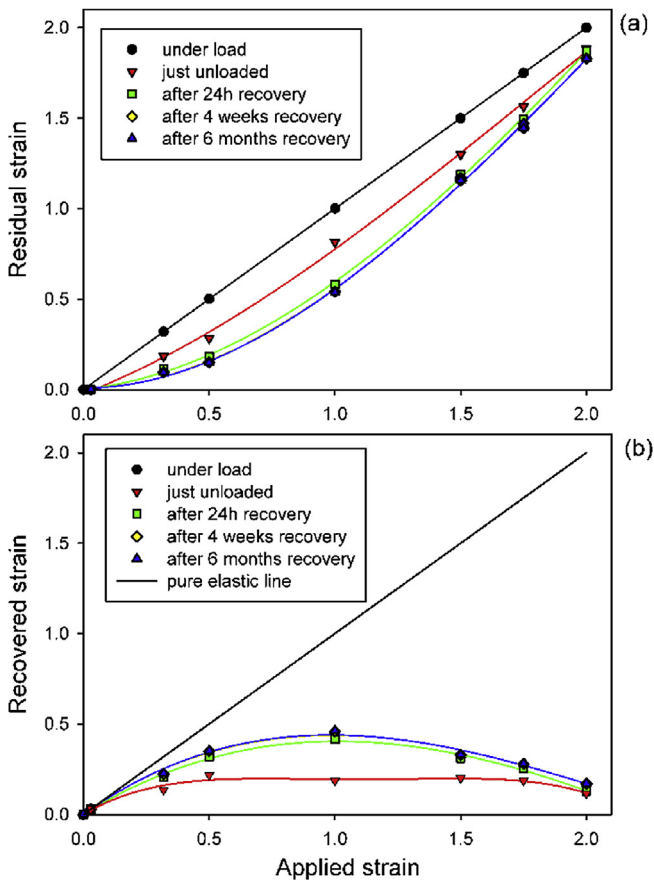 (a)
2.0
1.5
1.0
0.5
0.0
Residual strain
under load
just unloaded
after 24h recovery
after 4 weeks recovery
after 6 months recovery
0.0 0.5 1.0 1.5 2.0
(b)
2.0
1.5
1.0
0.5
0.0
Recovered strain
under load
just unloaded
after 24h recovery
after 4 weeks recovery
after 6 months recovery
pure elastic line
0.0 0.5 1.0 1.5 2.0
Applied strain